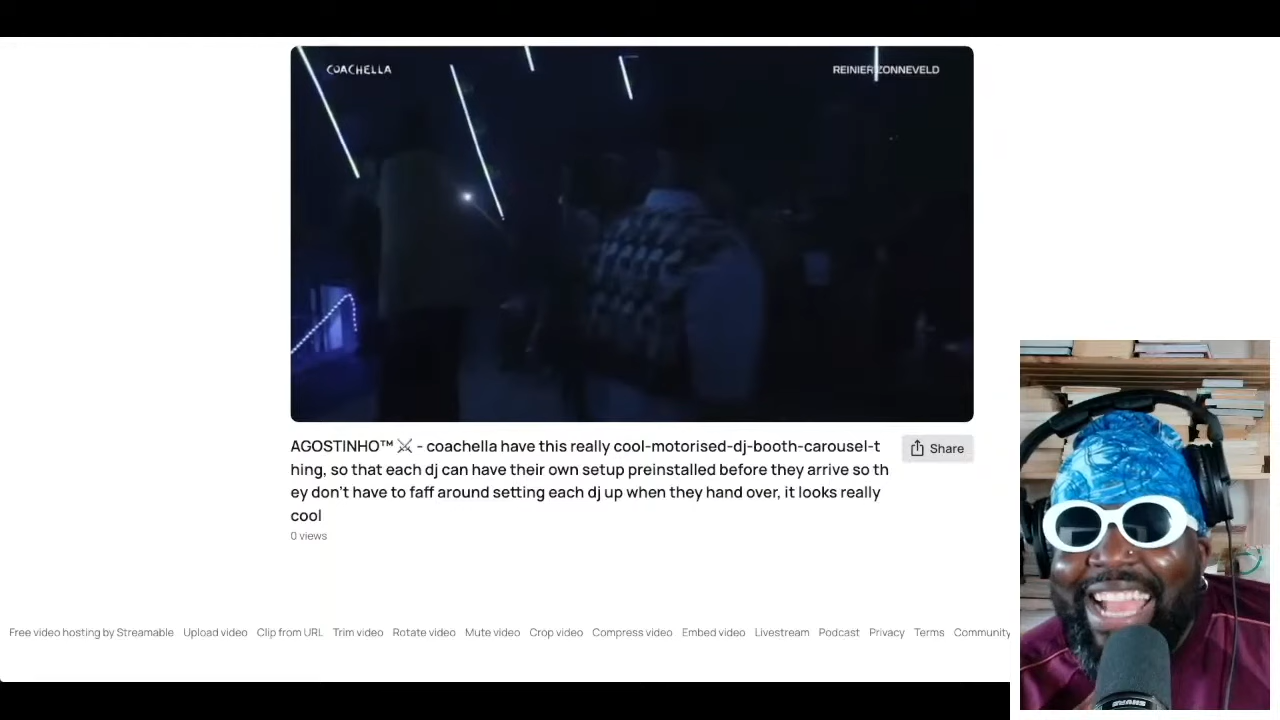 COACHELLA
REINIER ZONNEVELD
AGOSTINHO™ ⚔ - coachella have this really cool-motorised-dj-booth-carousel-t
hing, so that each dj can have their own setup preinstalled before they arrive so th
ey don't have to faff around setting each dj up when they hand over, it looks really
cool
Share
0 views
Free video hosting by Streamable Upload video Clip from URL Trim video Rotate video Mute video Crop video Compress video Embed video Livestream Podcast Privacy Terms Community
SHURE